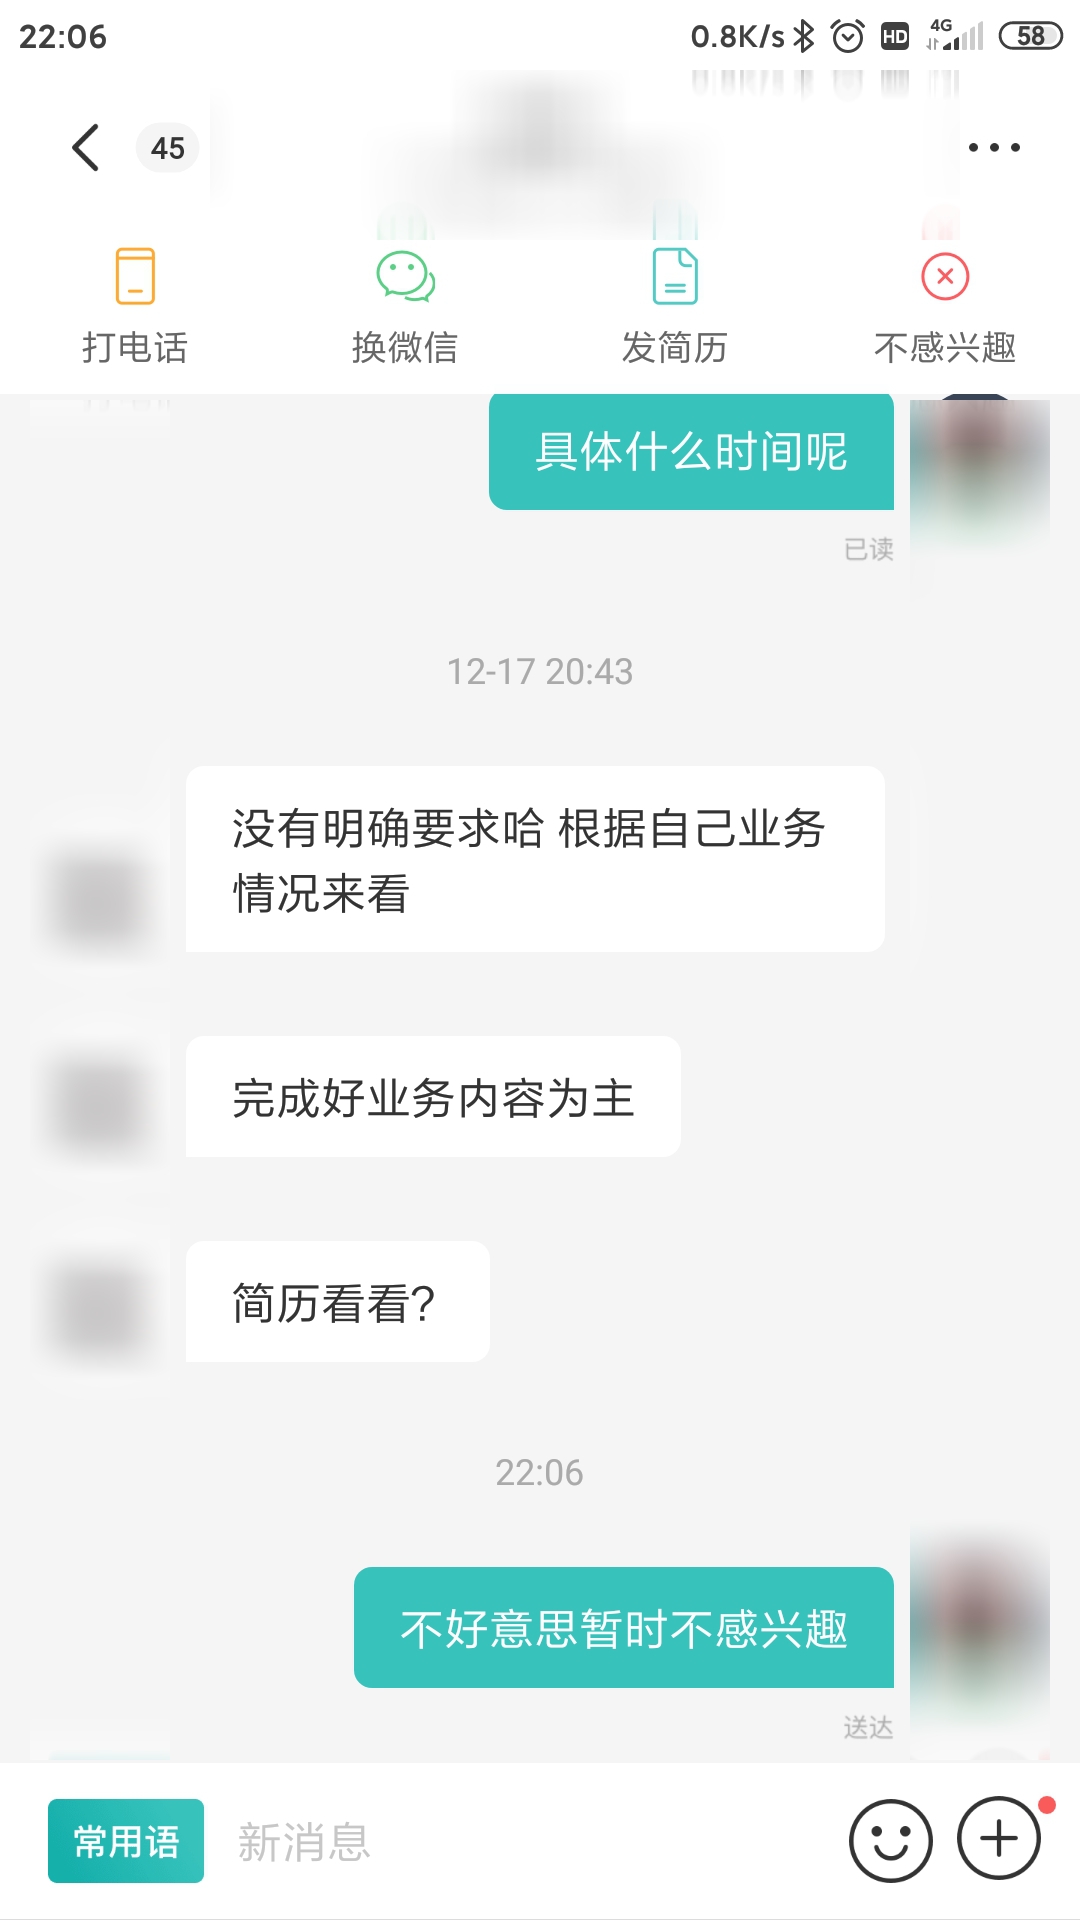 22:06
0.8K/s HD 4G 58
45
打电话
换微信
发简历
不感兴趣
具体什么时间呢
已读
12-17 20:43
没有明确要求哈 根据自己业务
情况来看
完成好业务内容为主
简历看看?
22:06
不好意思暂时不感兴趣
送达
常用语
新消息